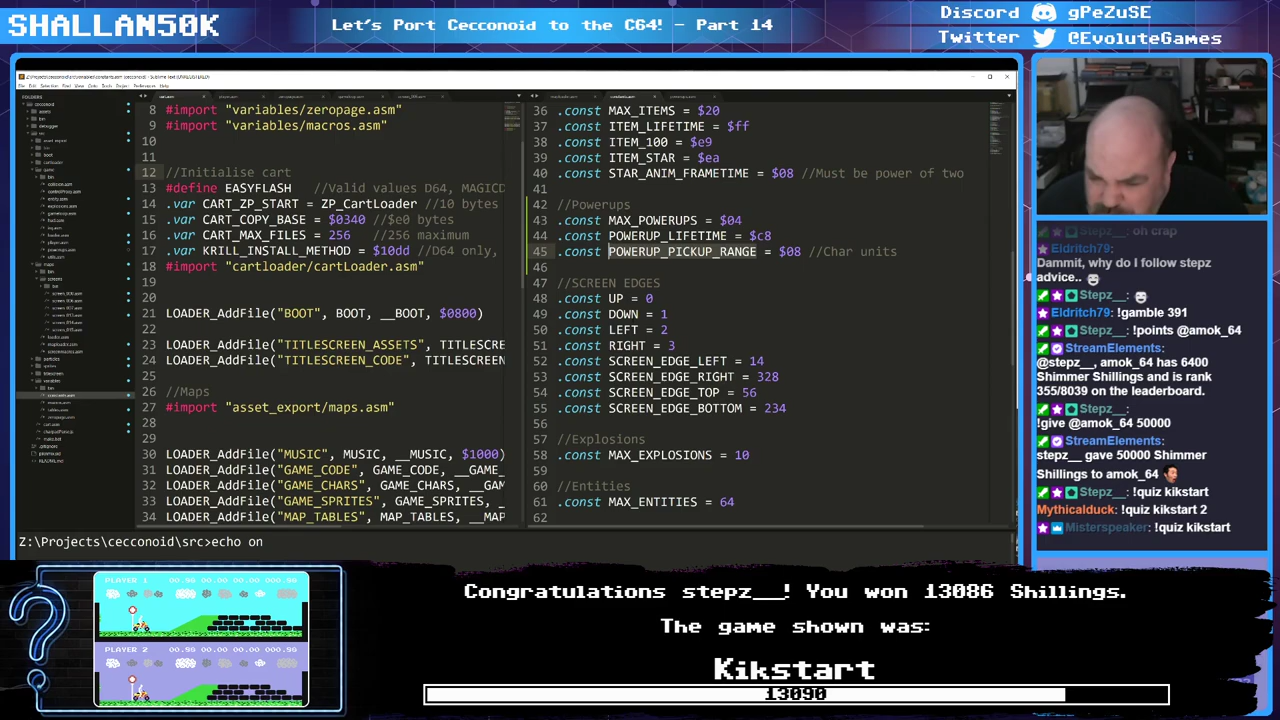 SHALLAN50K
Let's Port Cecconoid to the C64! - Part 14
Discord gPeZuSE
Twitter @EvoluteGames
FOLDERS
8 #import "variables/zeropage.asm"
9 #import "variables/macros.asm"
10
11
12 //Initialise cart
13 #define EASYFLASH //Valid values D64, MAGICD
14 .var CART_ZP_START = ZP_CartLoader //10 bytes
15 .var CART_COPY_BASE = $0340 //$e0 bytes
16 .var CART_MAX_FILES = 256 //256 maximum
17 .var KRILL_INSTALL_METHOD = $10dd //D64 only,
18 #import "cartloader/cartLoader.asm"
19
20
21 LOADER_AddFile("BOOT", BOOT, __BOOT, $0800)
22
23 LOADER_AddFile("TITLESCREEN_ASSETS", TITLESCRE
24 LOADER_AddFile("TITLESCREEN_CODE", TITLESCREEN
25
26 //Maps
27 #import "asset_export/maps.asm"
28
29
30 LOADER_AddFile("MUSIC", MUSIC, __MUSIC, $1000)
31 LOADER_AddFile("GAME_CODE", GAME_CODE, __GAME_
32 LOADER_AddFile("GAME_CHARS", GAME_CHARS, __GAM
33 LOADER_AddFile("GAME_SPRITES", GAME_SPRITES, _
34 LOADER_AddFile("MAP_TABLES", MAP_TABLES, __MAP
36 .const MAX_ITEMS = $20
37 .const ITEM_LIFETIME = $ff
38 .const ITEM_100 = $e9
39 .const ITEM_STAR = $ea
40 .const STAR_ANIM_FRAMETIME = $08 //Must be power of two
41
42 //Powerups
43 .const MAX_POWERUPS = $04
44 .const POWERUP_LIFETIME = $c8
45 .const POWERUP_PICKUP_RANGE = $08 //Char units
46
47 //SCREEN EDGES
48 .const UP = 0
49 .const DOWN = 1
50 .const LEFT = 2
51 .const RIGHT = 3
52 .const SCREEN_EDGE_LEFT = 14
53 .const SCREEN_EDGE_RIGHT = 328
54 .const SCREEN_EDGE_TOP = 56
55 .const SCREEN_EDGE_BOTTOM = 234
56
57 //Explosions
58 .const MAX_EXPLOSIONS = 10
59
60 //Entities
61 .const MAX_ENTITIES = 64
62
Z:\Projects\cecconoid\src>echo on
Stepz__: oh crap
Eldritch79:
Dammit, why do I follow stepz
advice..
Stepz__:
Eldritch79: !gamble 391
Stepz__: !points @amok_64
StreamElements:
@stepz__, amok_64 has 6400
Shimmer Shillings and is rank
355/8039 on the leaderboard.
Stepz__:
!give @amok_64 50000
StreamElements:
stepz__ gave 50000 Shimmer
Shillings to amok_64
Stepz__: !quiz kikstart
Mythicalduck: !quiz kikstart 2
Misterspeaker: !quiz kikstart
PLAYER 1
PLAYER 2
Congratulations stepz__! You won 13086 Shillings.
The game shown was:
Kikstart
13090